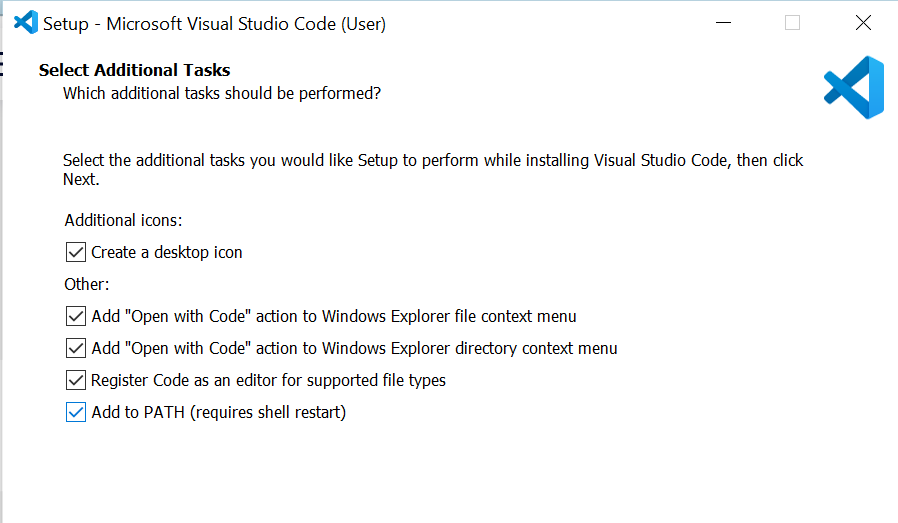 Setup - Microsoft Visual Studio Code (User)
Select Additional Tasks
Which additional tasks should be performed?
Select the additional tasks you would like Setup to perform while installing Visual Studio Code, then click
Next.
Additional icons:
Create a desktop icon
Other:
Add "Open with Code" action to Windows Explorer file context menu
Add "Open with Code" action to Windows Explorer directory context menu
Register Code as an editor for supported file types
Add to PATH (requires shell restart)